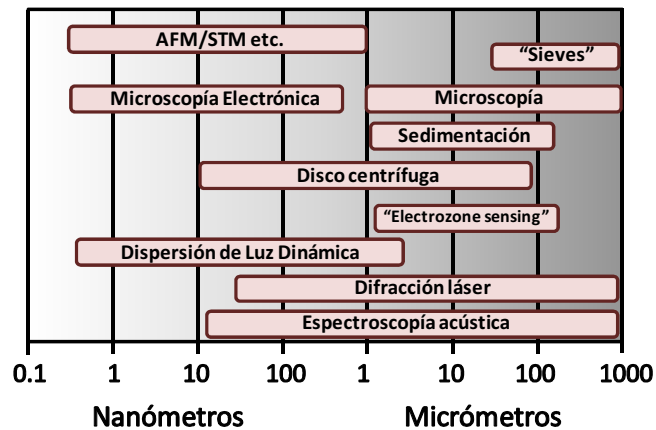 AFM/STM etc.
“Sieves”
Microscopía Electrónica
Microscopía
Sedimentación
Disco centrífuga
“Electrozone sensing”
Dispersión de Luz Dinámica
Difracción láser
Espectroscopía acústica
0.1 1 10 100 1 10 100 1000
Nanómetros Micrómetros